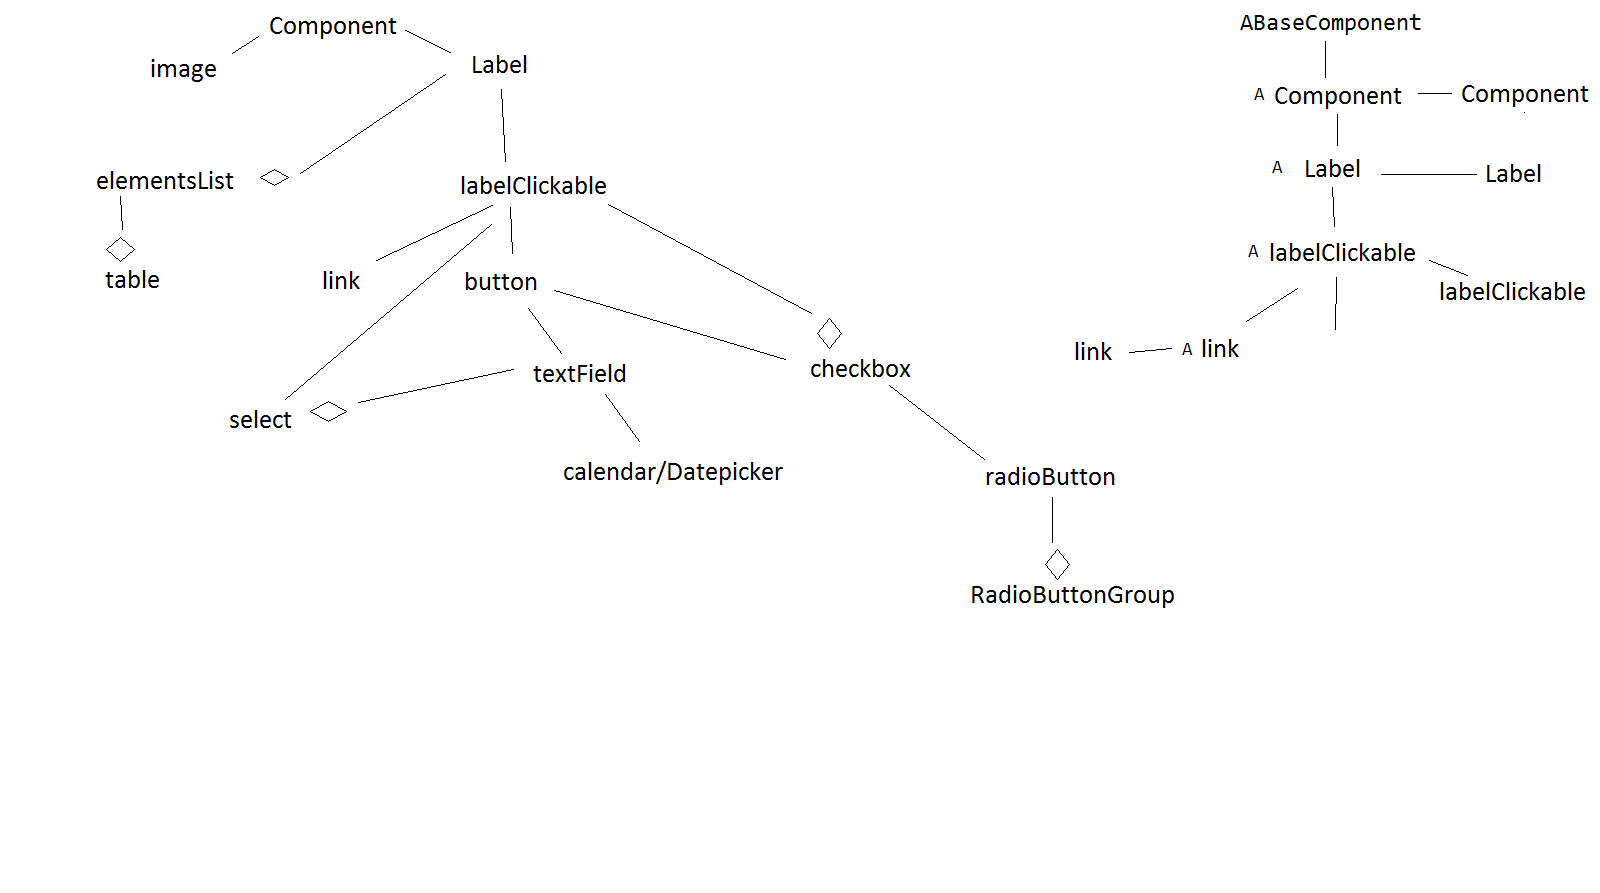 Component
image
Label
elementsList
labelClickable
table
link
button
textField
checkbox
select
calendar/Datepicker
radioButton
RadioButtonGroup
ABaseComponent
A Component
Component
A Label
Label
A labelClickable
labelClickable
link
A link